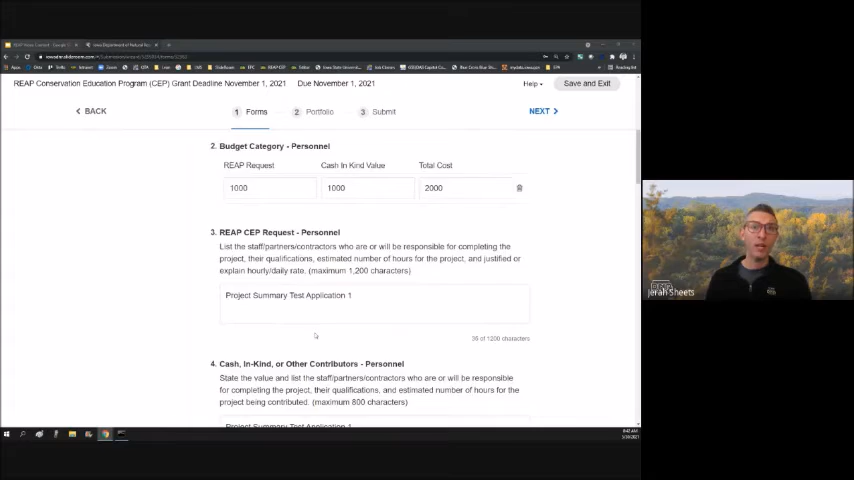 REAP Conservation Education Program (CEP) Grant Deadline November 1, 2021 Due November 1, 2021
Help
Save and Exit
BACK
1 Forms
2 Portfolio
3 Submit
NEXT
2. Budget Category - Personnel
REAP Request Cash In Kind Value Total Cost
1000 1000 2000
3. REAP CEP Request - Personnel
List the staff/partners/contractors who are or will be responsible for completing the
project, their qualifications, estimated number of hours for the project, and justified or
explain hourly/daily rate. (maximum 1,200 characters)
Project Summary Test Application 1
36 of 1200 characters
4. Cash, In-Kind, or Other Contributors - Personnel
State the value and list the staff/partners/contractors who are or will be responsible
for completing the project, their qualifications, and estimated number of hours for the
project being contributed. (maximum 800 characters)
Project Summary Test Application 1
Jerah Sheets